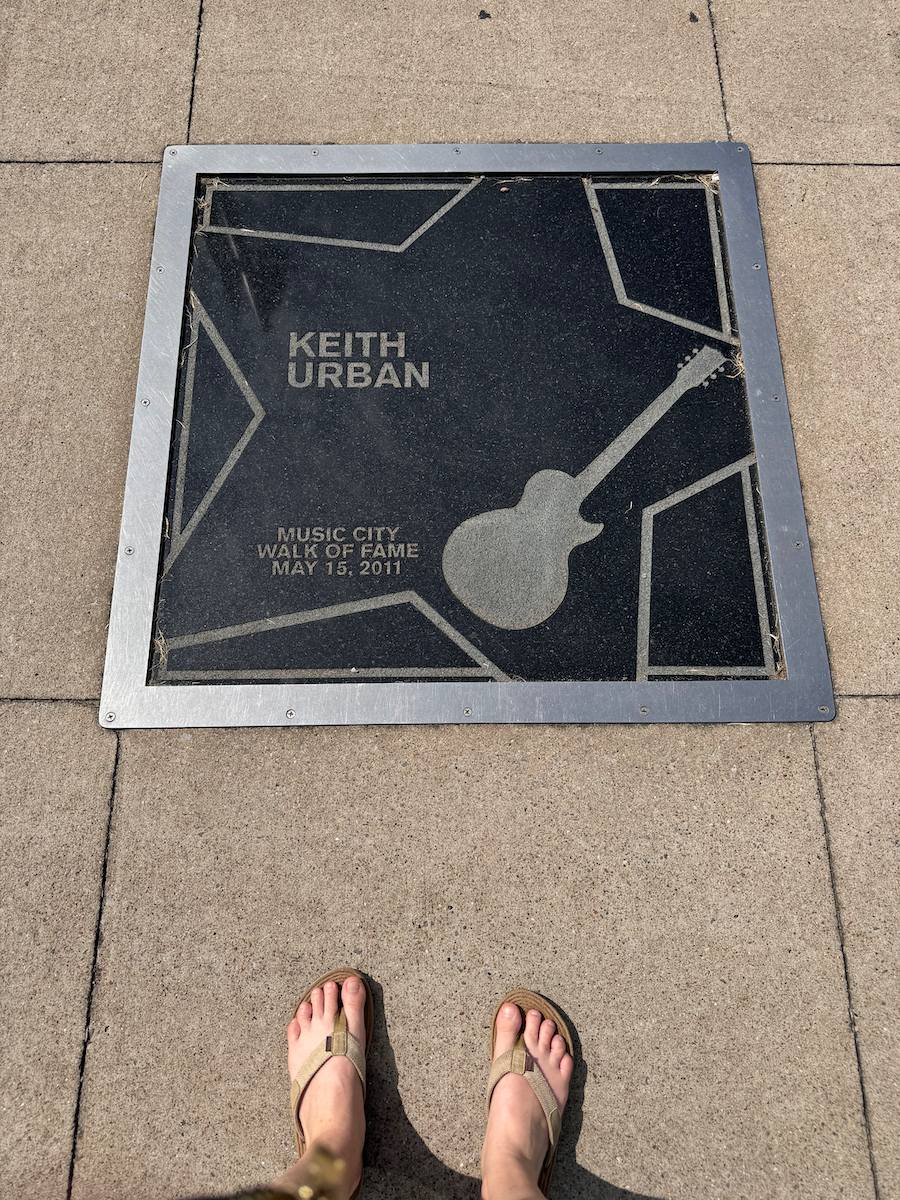 KEITH
URBAN
MUSIC CITY
WALK OF FAME
MAY 15, 2011